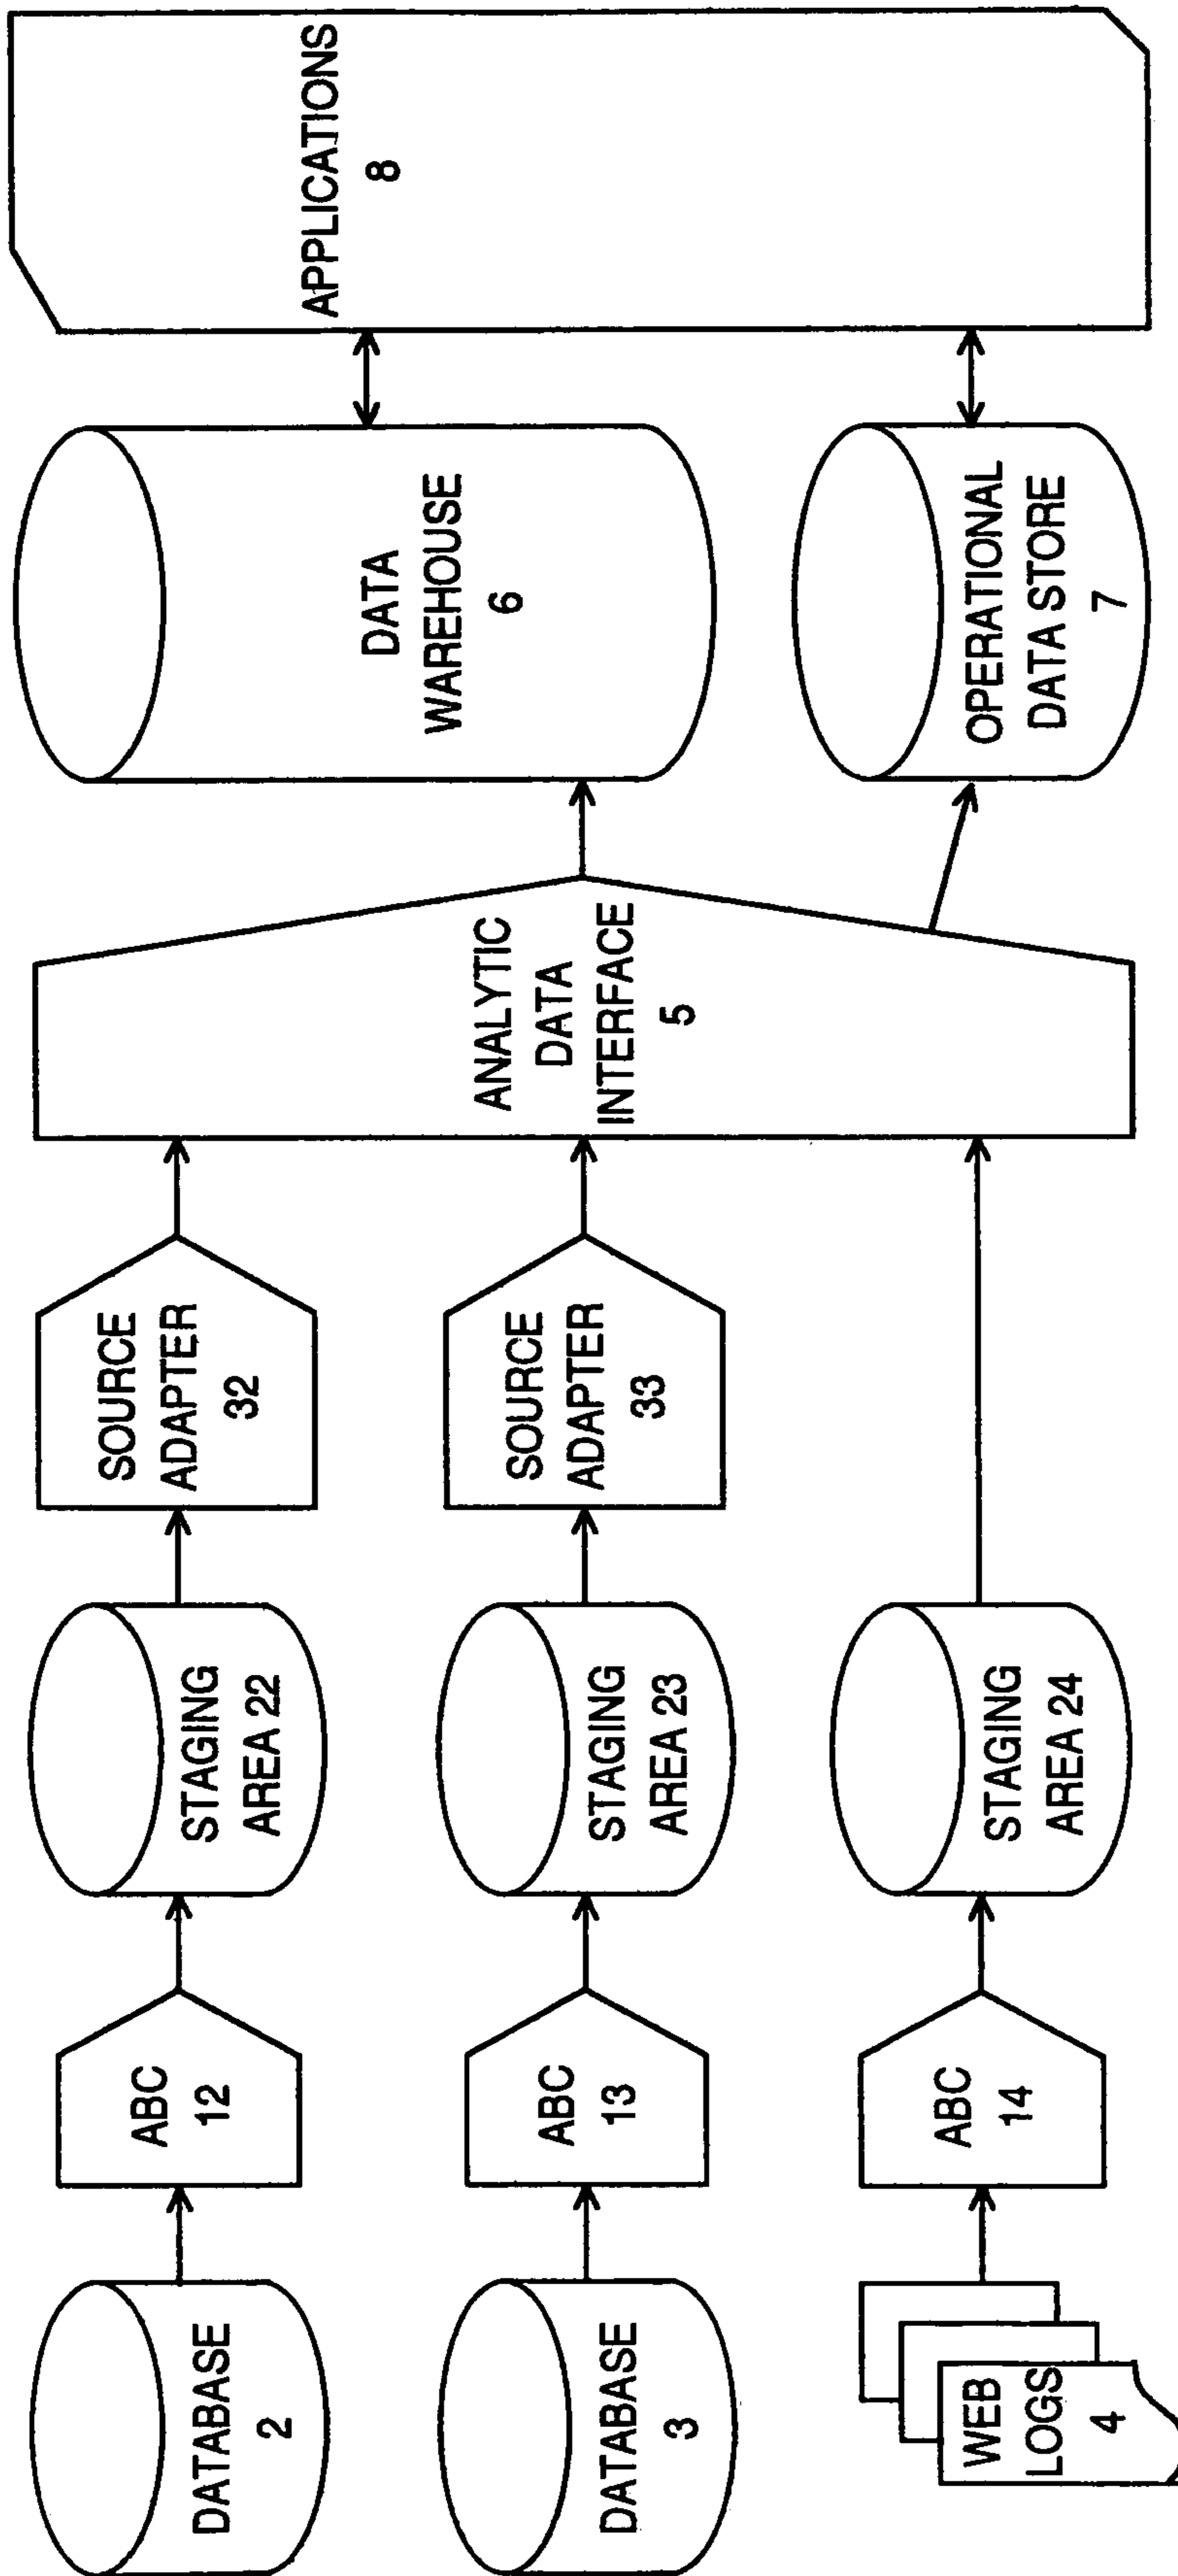 DATABASE
2
ABC
12
STAGING
AREA 22
SOURCE
ADAPTER
32
DATABASE
3
ABC
13
STAGING
AREA 23
SOURCE
ADAPTER
33
WEB
LOGS
4
ABC
14
STAGING
AREA 24
ANALYTIC
DATA
INTERFACE
5
DATA
WAREHOUSE
6
OPERATIONAL
DATA STORE
7
APPLICATIONS
8